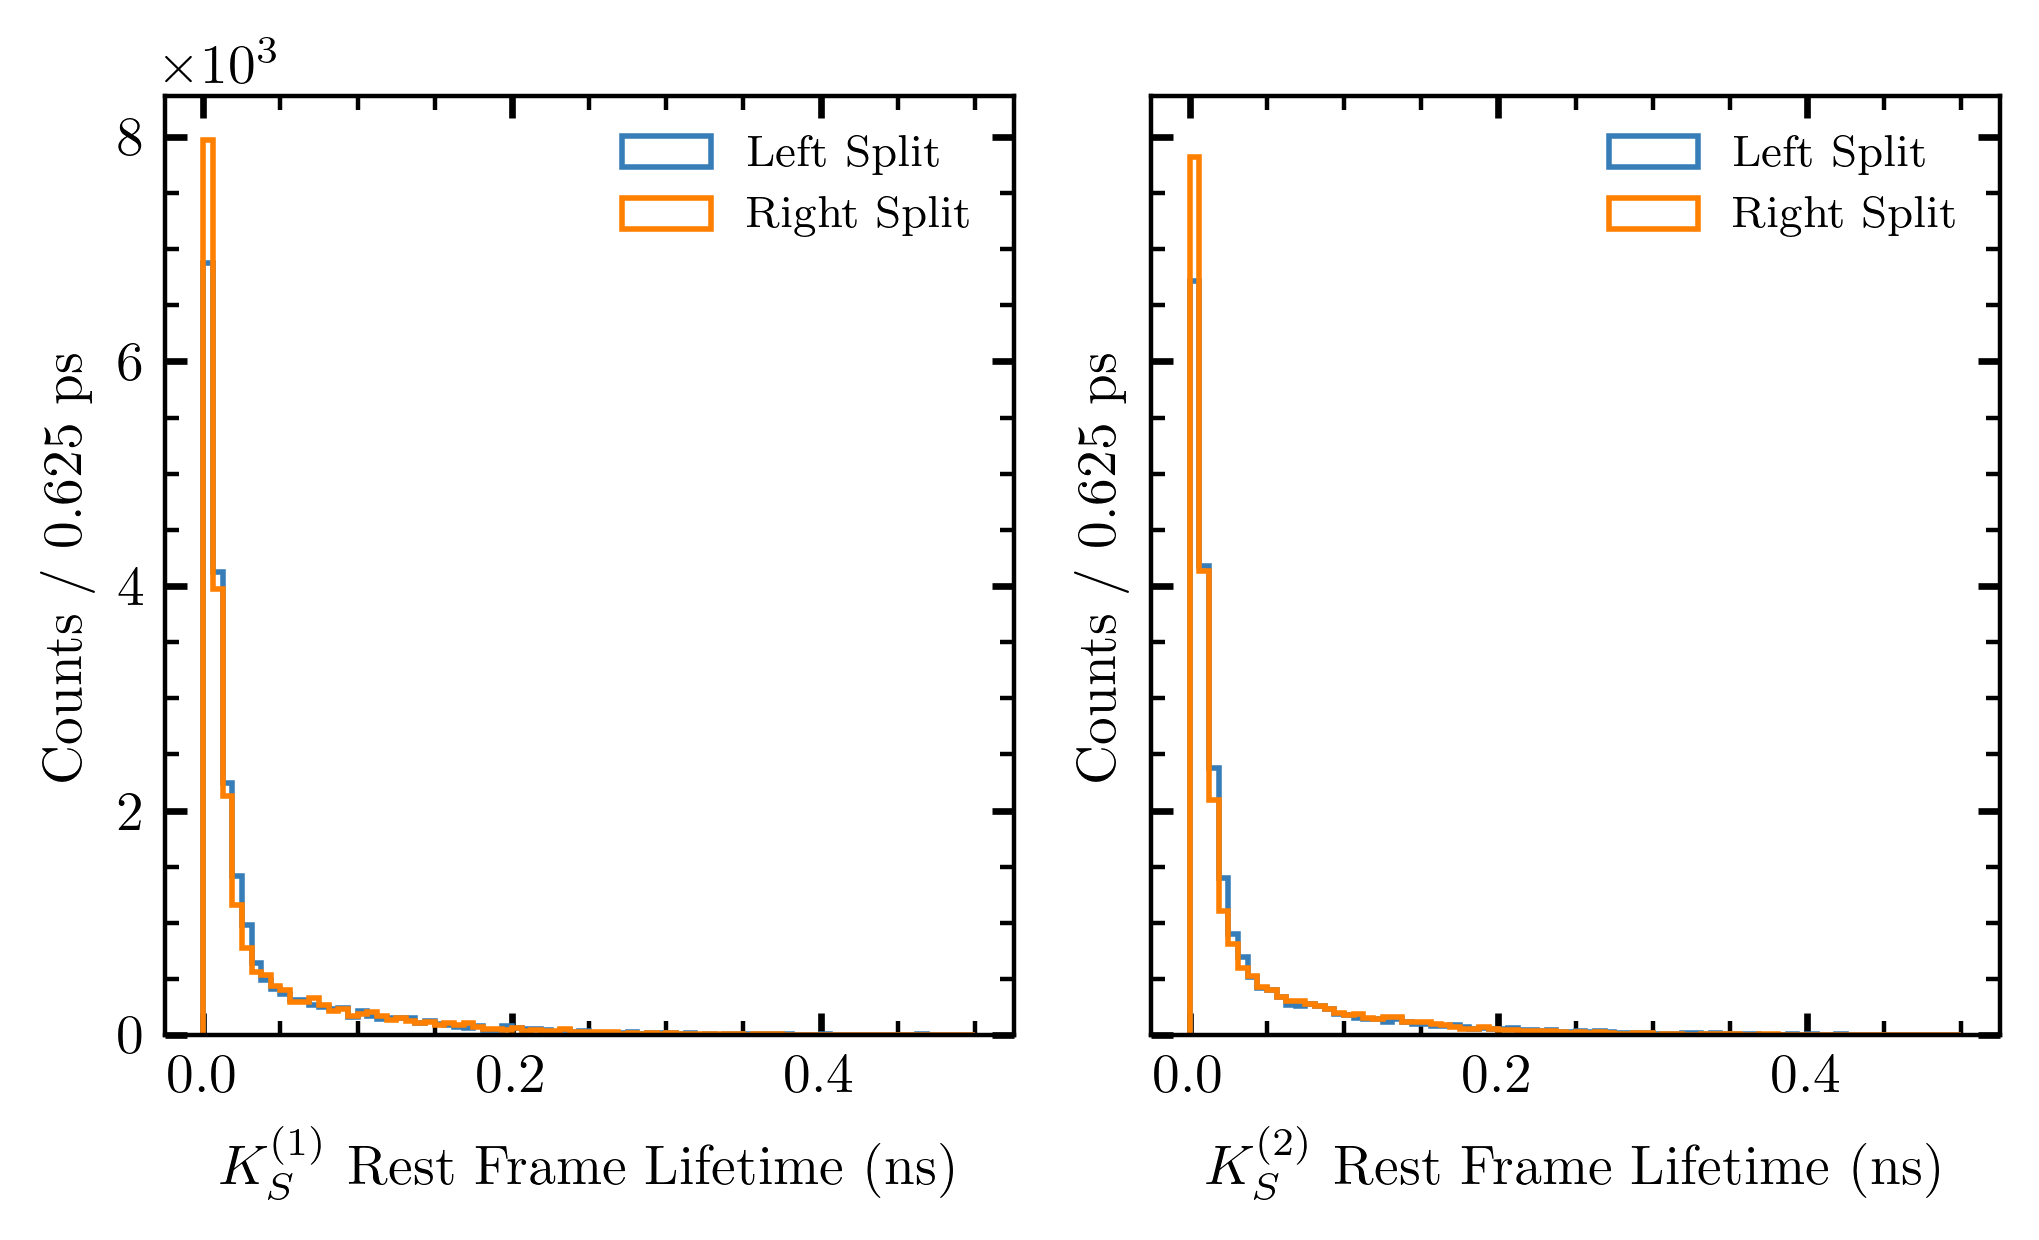 ×10³
8
6
4
2
0
0.0 0.2 0.4
Counts / 0.625 ps
K_S^(1) Rest Frame Lifetime (ns)
Left Split
Right Split
0.0 0.2 0.4
Counts / 0.625 ps
K_S^(2) Rest Frame Lifetime (ns)
Left Split
Right Split